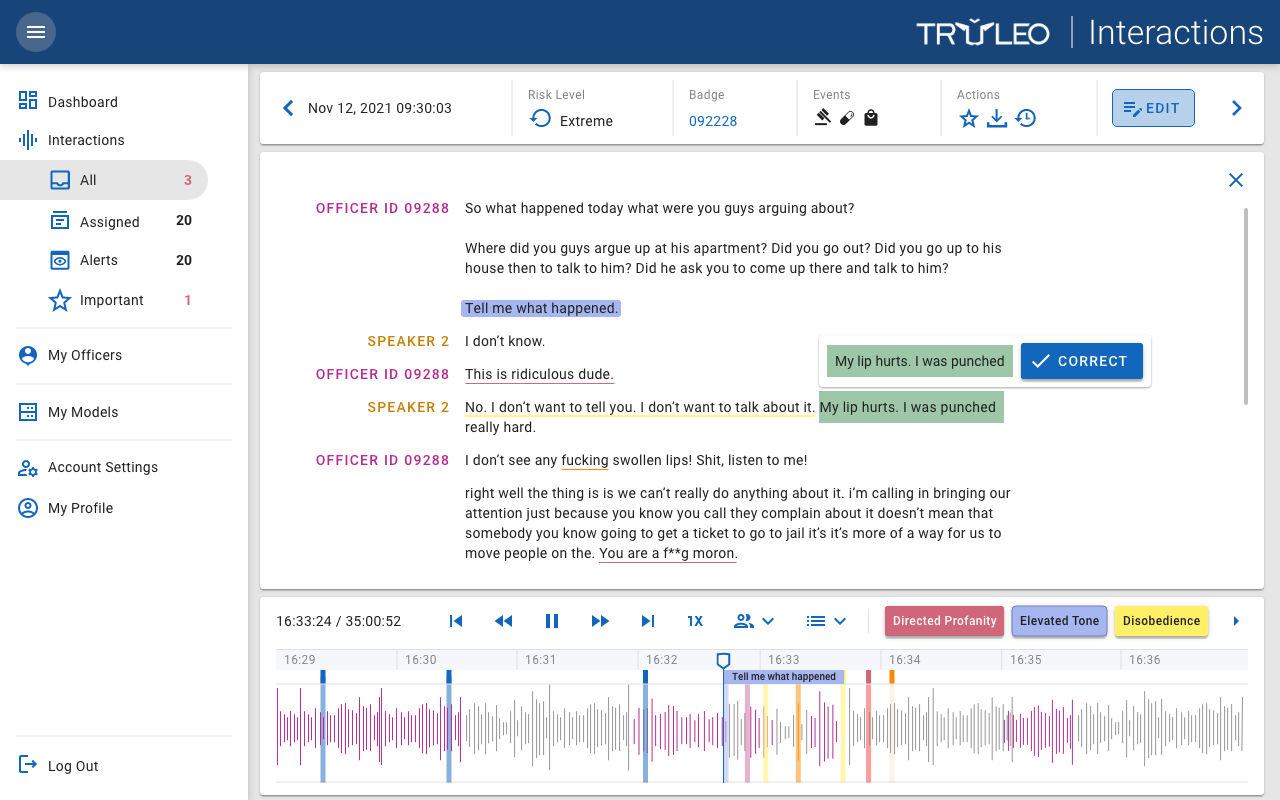 TRULEO
Interactions
Dashboard
Interactions
All 3
Assigned 20
Alerts 20
Important 1
My Officers
My Models
Account Settings
My Profile
Log Out
Nov 12, 2021 09:30:03
Risk Level
Extreme
Badge
092228
Events
Actions
EDIT
OFFICER ID 09288 So what happened today what were you guys arguing about?
Where did you guys argue up at his apartment? Did you go out? Did you go up to his
house then to talk to him? Did he ask you to come up there and talk to him?
Tell me what happened.
SPEAKER 2 I don’t know.
My lip hurts. I was punched CORRECT
OFFICER ID 09288 This is ridiculous dude.
SPEAKER 2 No. I don’t want to tell you. I don’t want to talk about it. My lip hurts. I was punched
really hard.
OFFICER ID 09288 I don’t see any fucking swollen lips! Shit, listen to me!
right well the thing is is we can’t really do anything about it. i’m calling in bringing our
attention just because you know you call they complain about it doesn’t mean that
somebody you know going to get a ticket to go to jail it’s it’s more of a way for us to
move people on the. You are a f**g moron.
16:33:24 / 35:00:52 1X Directed Profanity Elevated Tone Disobedience
16:29 16:30 16:31 16:32 16:33 16:34 16:35 16:36
Tell me what happened